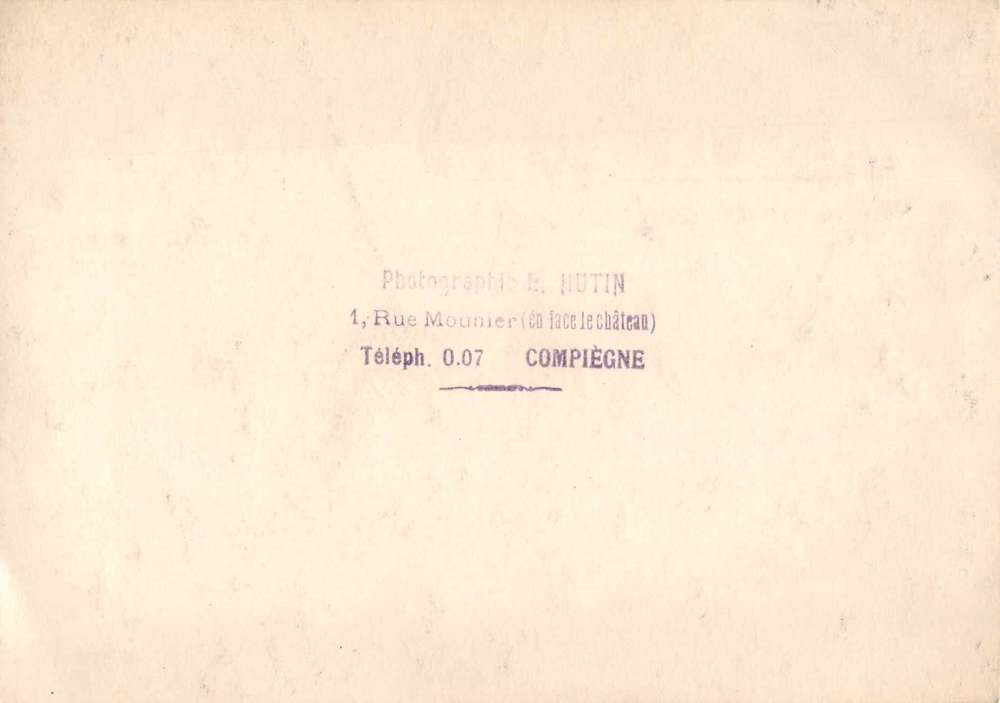 Photographie H. HUTIN
1, Rue Mounier (en face le château)
Téléph. 0.07 COMPIÈGNE